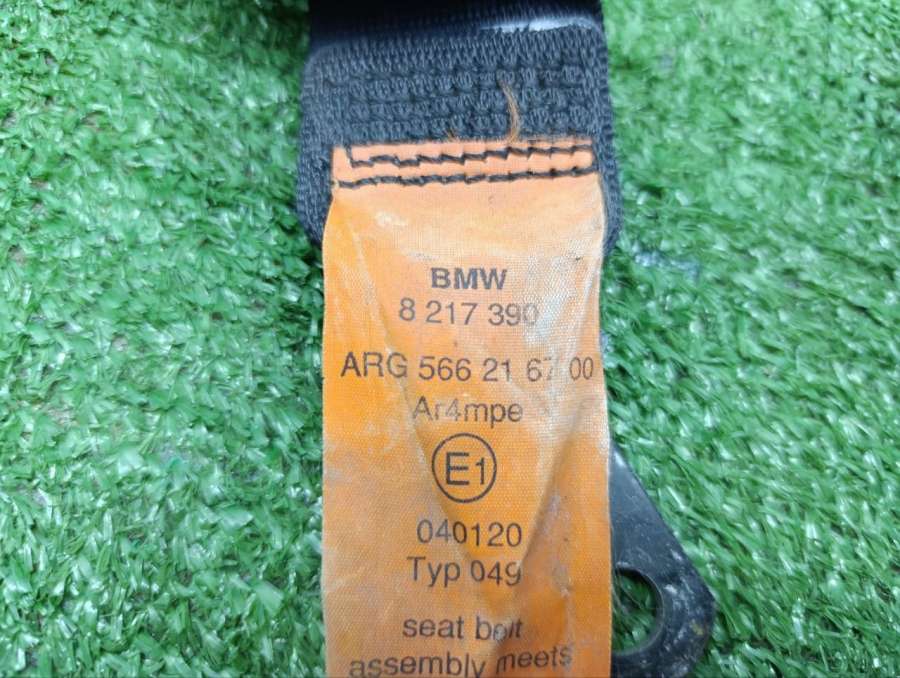 BMW
8 217 390
ARG 566 21 67 00
Ar4mpe
E1
040120
Typ 049
seat belt
assembly meets